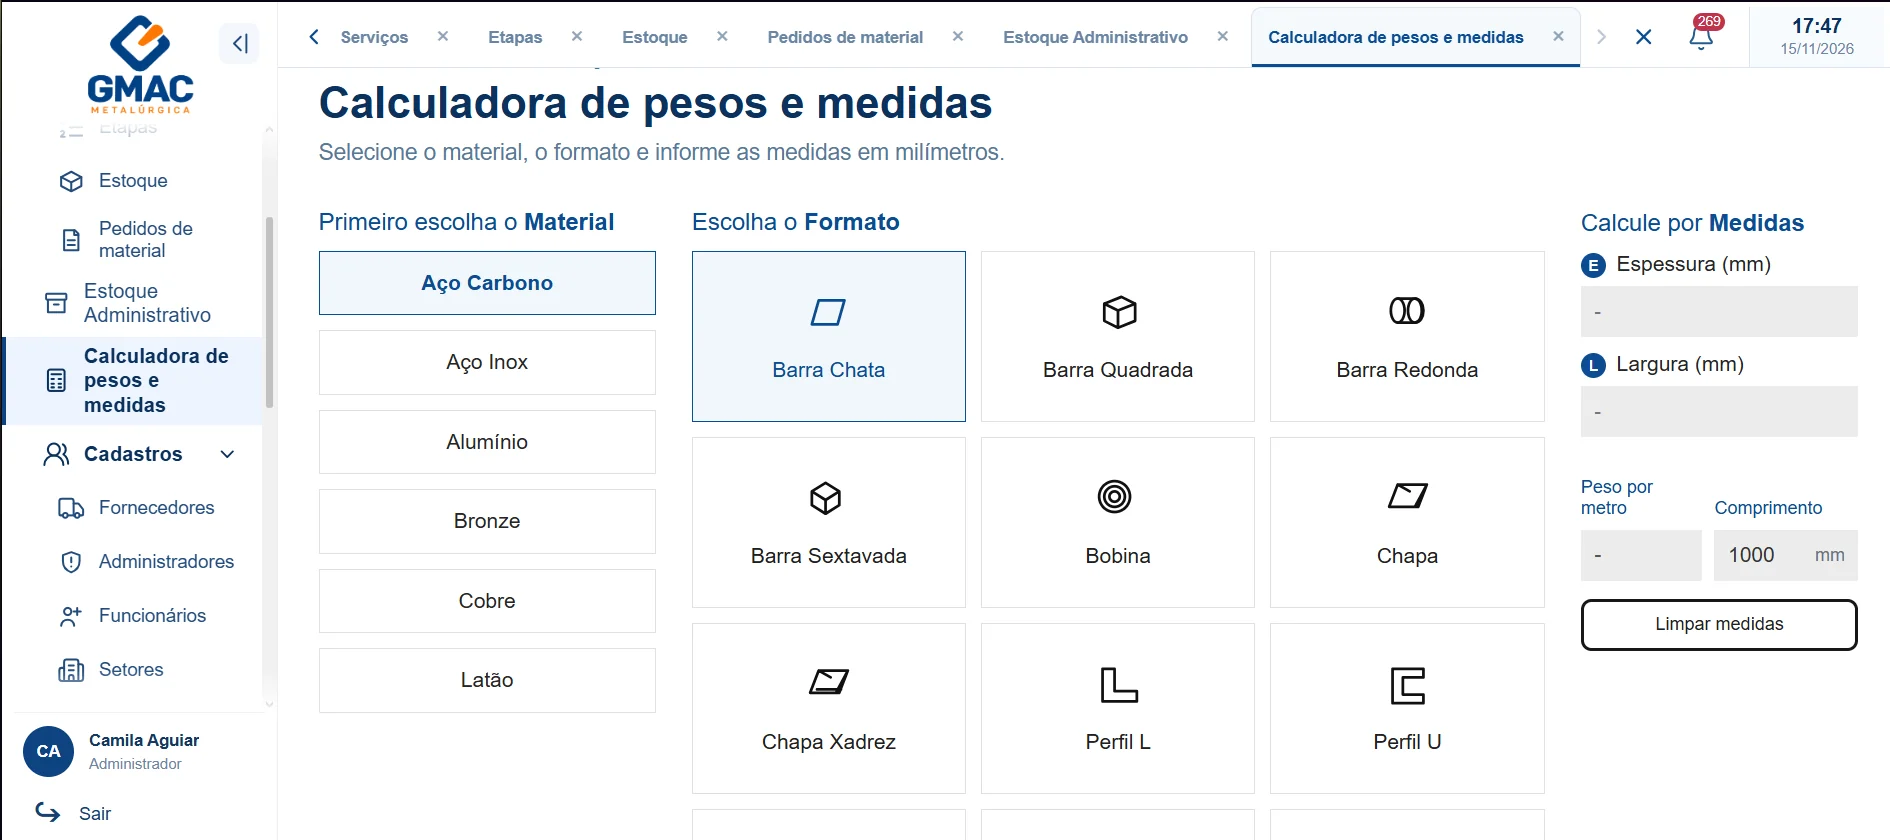 GMAC
METALÚRGICA
Etapas
Estoque
Pedidos de
material
Estoque
Administrativo
Calculadora de
pesos e
medidas
Cadastros
Fornecedores
Administradores
Funcionários
Setores
CA
Camila Aguiar
Administrador
Sair
Serviços
Etapas
Estoque
Pedidos de material
Estoque Administrativo
Calculadora de pesos e medidas
269
17:47
15/11/2026
Calculadora de pesos e medidas
Selecione o material, o formato e informe as medidas em milímetros.
Primeiro escolha o Material
Aço Carbono
Aço Inox
Alumínio
Bronze
Cobre
Latão
Escolha o Formato
Barra Chata
Barra Quadrada
Barra Redonda
Barra Sextavada
Bobina
Chapa
Chapa Xadrez
Perfil L
Perfil U
Calcule por Medidas
E Espessura (mm)
-
L Largura (mm)
-
Peso por
metro
Comprimento
-
1000 mm
Limpar medidas